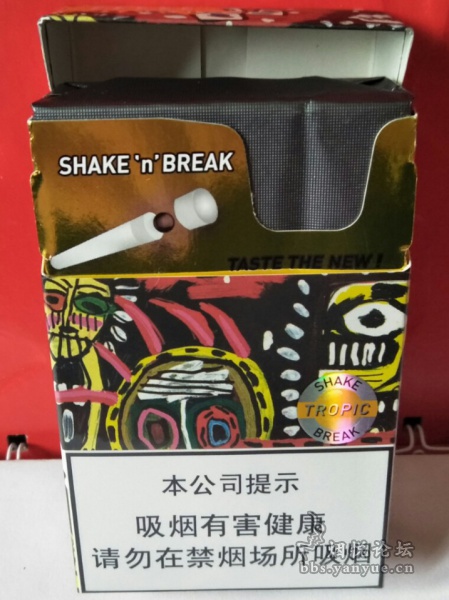 SHAKE 'n' BREAK
TASTE THE NEW !
SHAKE
TROPIC
BREAK
本公司提示
吸烟有害健康
请勿在禁烟场所吸烟
烟悦论坛
bbs.yanyue.cn